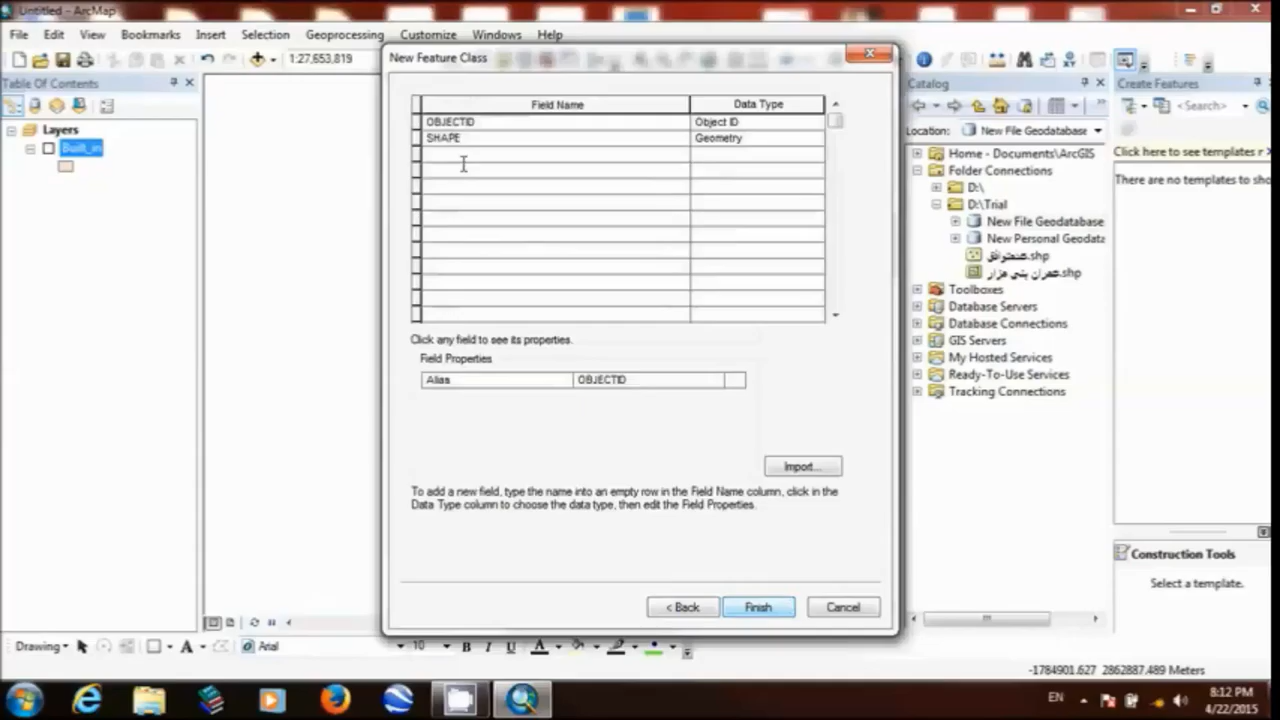 Untitled - ArcMap
File Edit View Bookmarks Insert Selection Geoprocessing Customize Windows Help
1:27,653,819
Table Of Contents
Layers
Built_in
New Feature Class
Field Name Data Type
OBJECTID Object ID
SHAPE Geometry
Click any field to see its properties.
Field Properties
Alias OBJECTID
Import...
To add a new field, type the name into an empty row in the Field Name column, click in the
Data Type column to choose the data type, then edit the Field Properties.
< Back Finish Cancel
Catalog
Location: New File Geodatabase
Home - Documents\ArcGIS
Folder Connections
D:\
D:\Trial
New File Geodatabase
New Personal Geodata
.shp
عمران بني مزار.shp
Toolboxes
Database Servers
Database Connections
GIS Servers
My Hosted Services
Ready-To-Use Services
Tracking Connections
Create Features
<Search>
Click here to see templates
There are no templates to sho
Construction Tools
Select a template.
Drawing Arial 10 B I U A
-1784901.627 2862887.489 Meters
EN
8:12 PM
4/22/2015